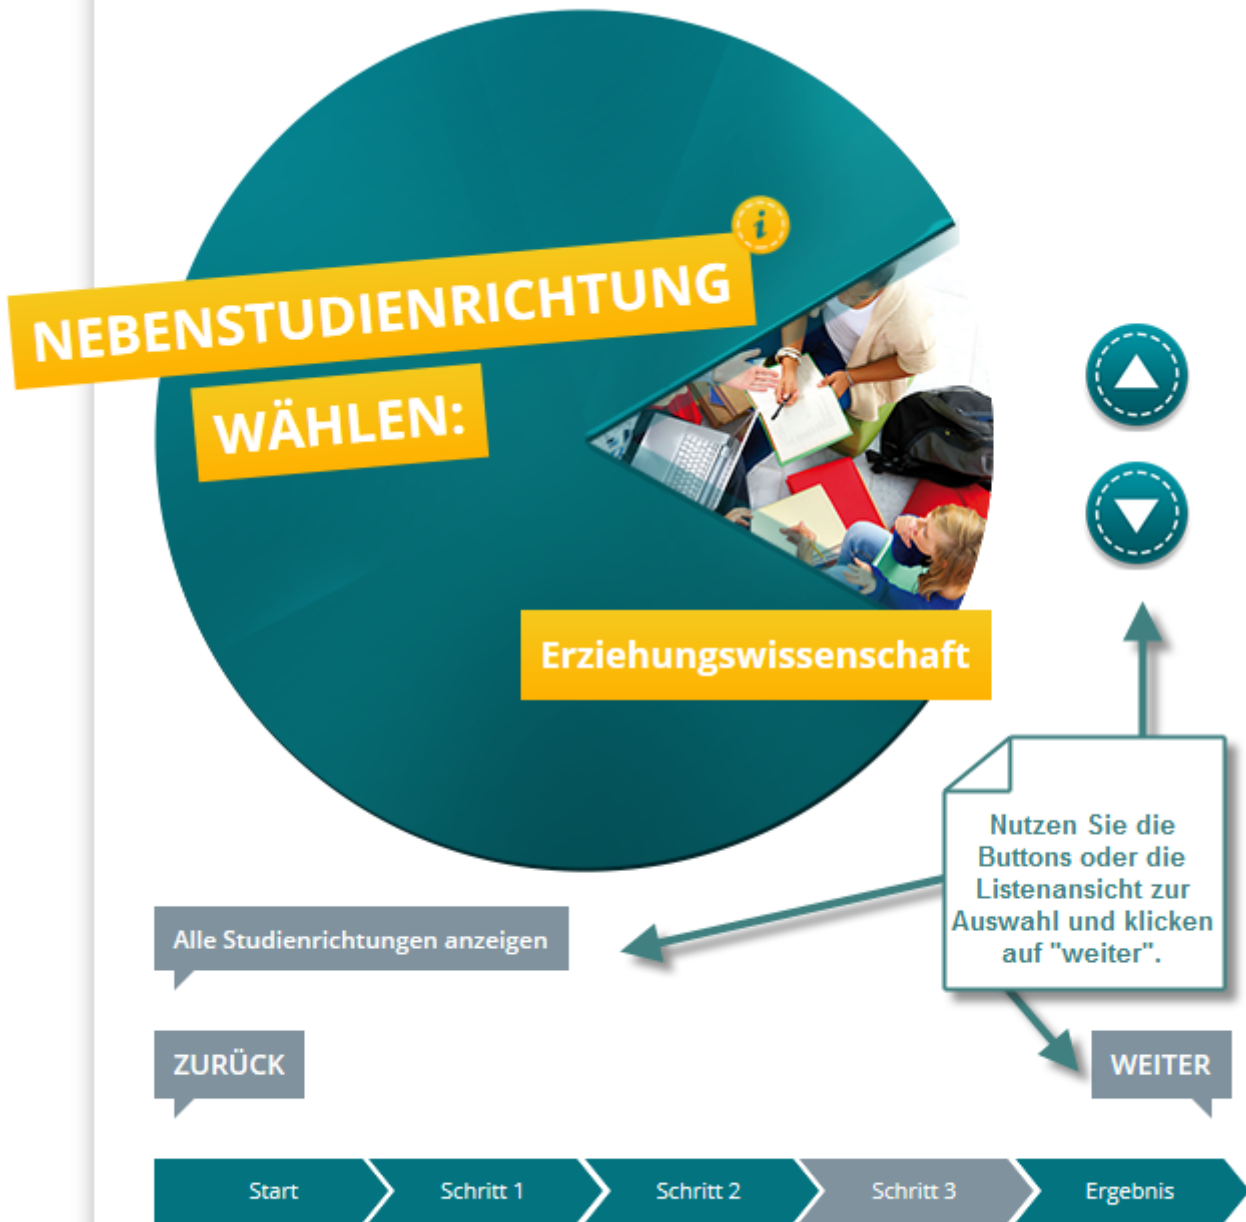 i
NEBENSTUDIENRICHTUNG
WÄHLEN:
Erziehungswissenschaft
Nutzen Sie die
Buttons oder die
Listenansicht zur
Auswahl und klicken
auf "weiter".
Alle Studienrichtungen anzeigen
ZURÜCK
WEITER
Start
Schritt 1
Schritt 2
Schritt 3
Ergebnis